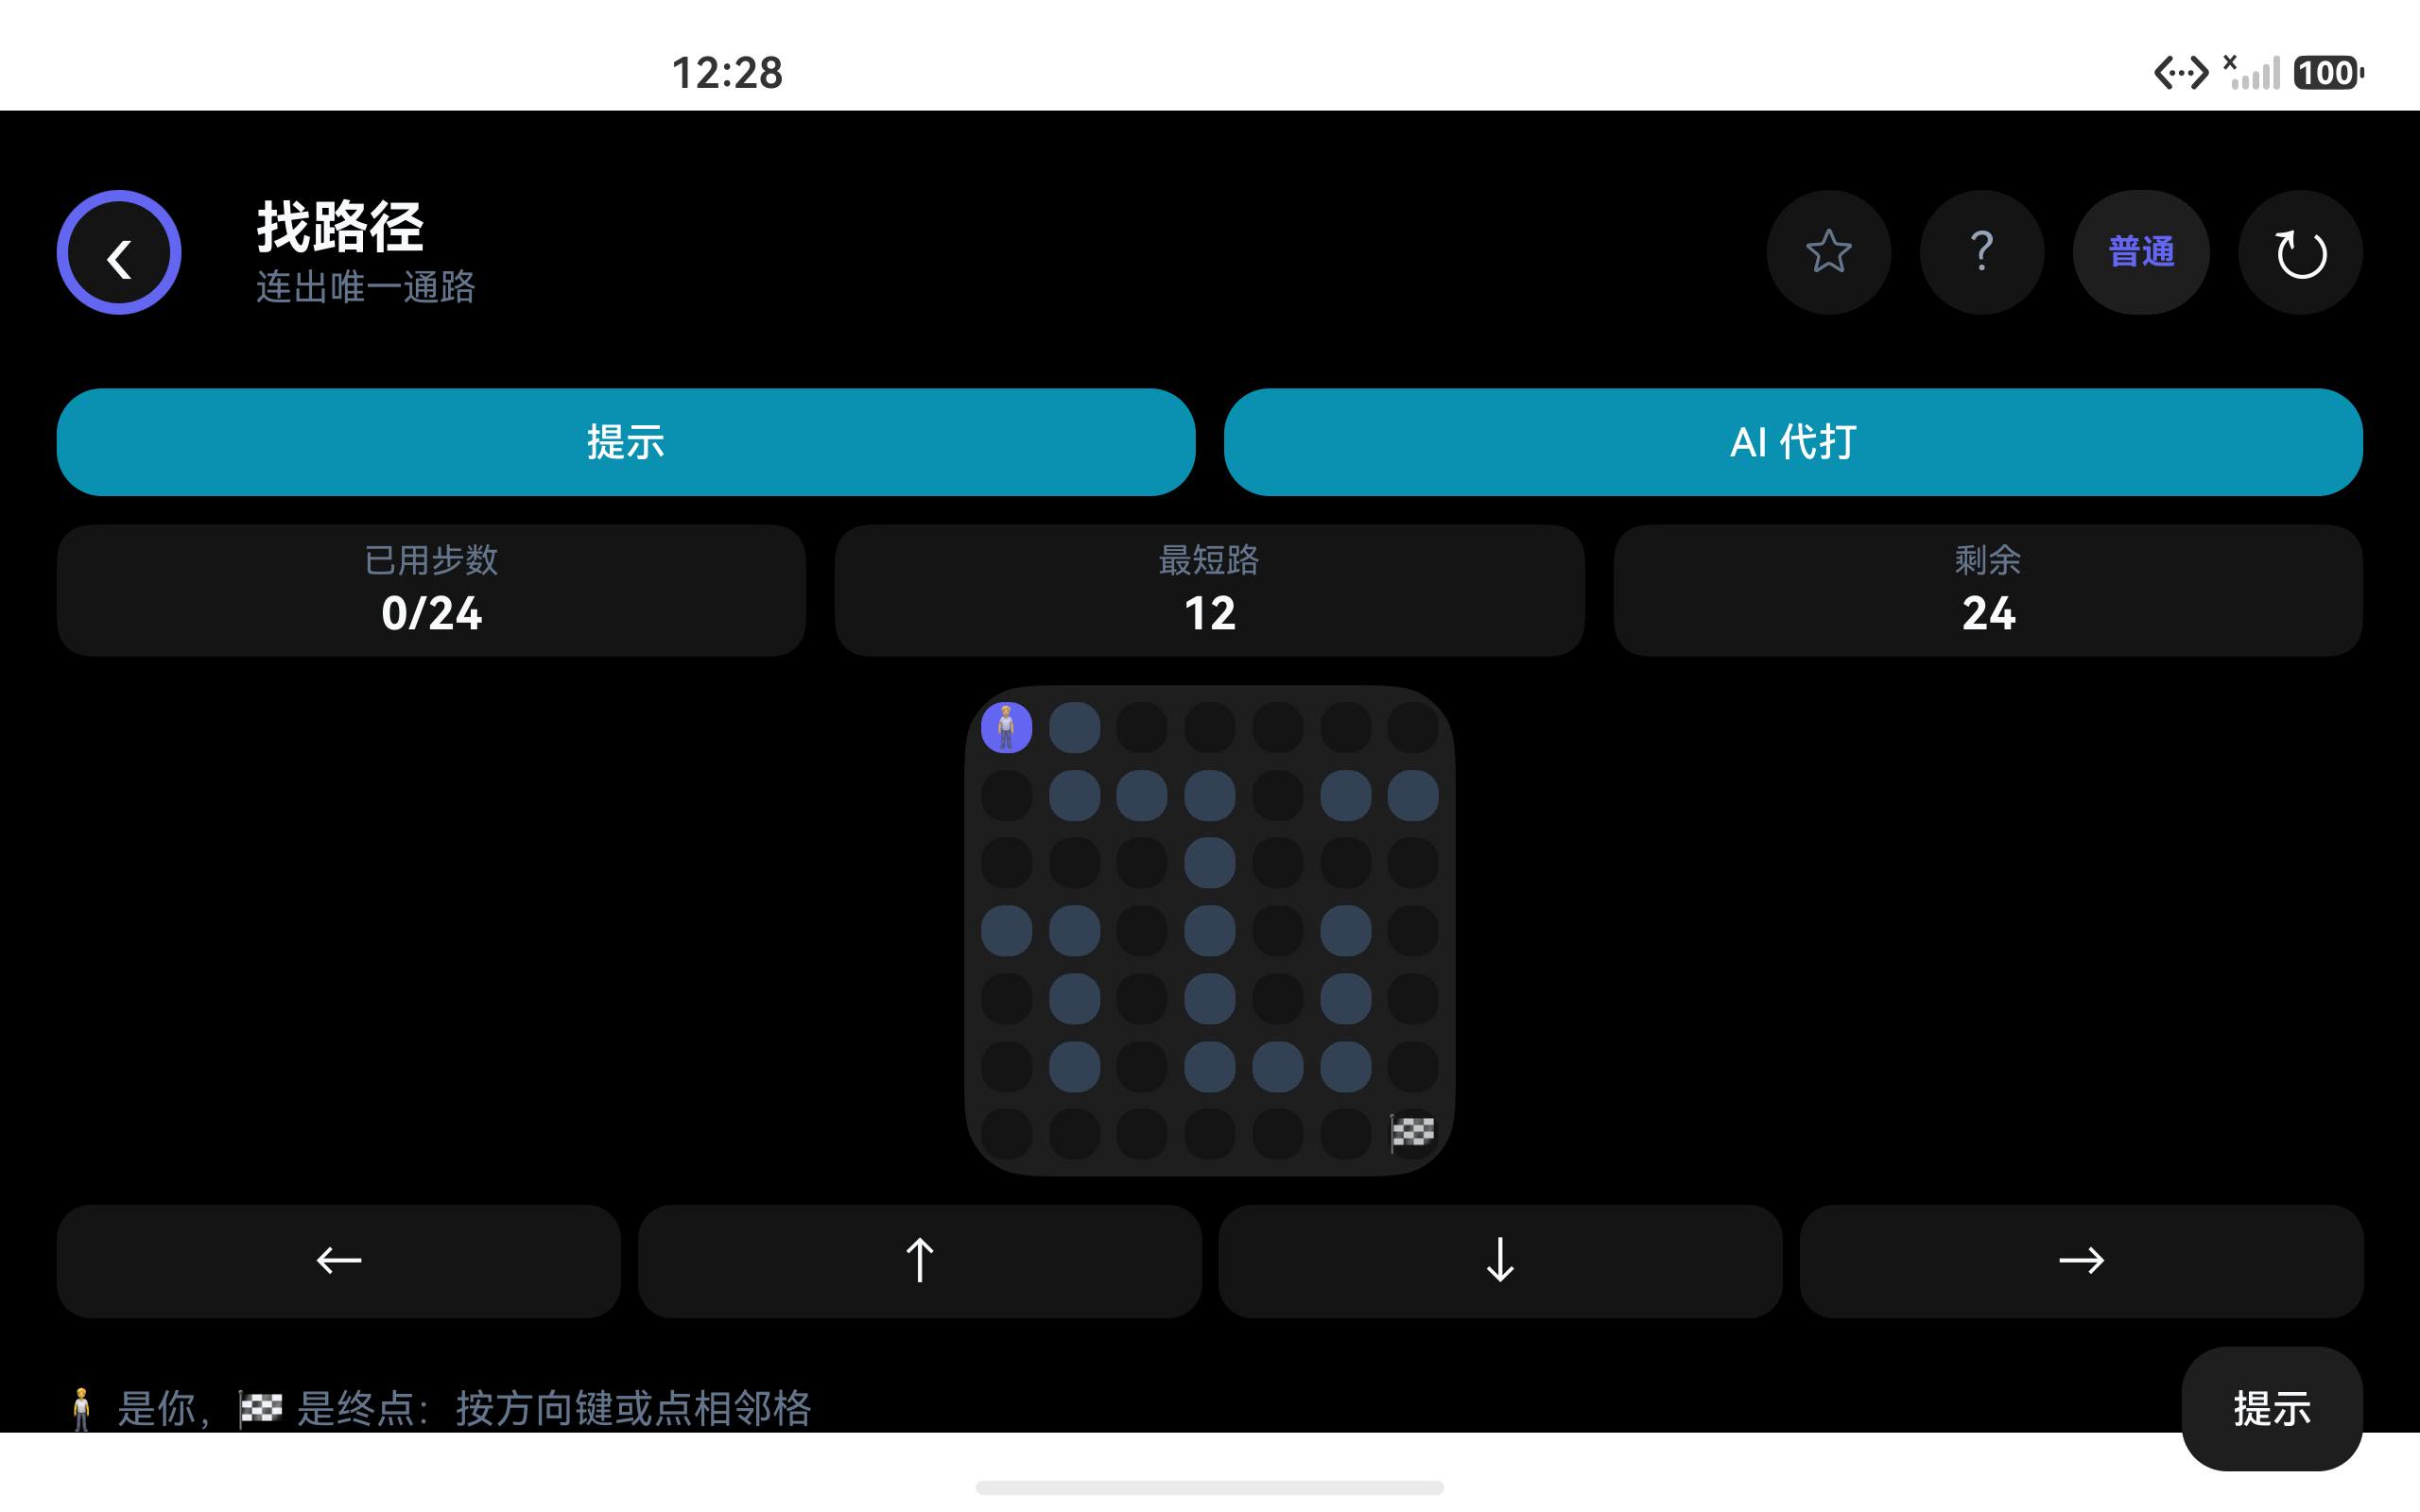 12:28
100
找路径
连出唯一通路
?
普通
提示
AI 代打
已用步数
0/24
最短路
12
剩余
24
← ↑ ↓ →
🧍 是你，🏁 是终点：按方向键或点相邻格
提示